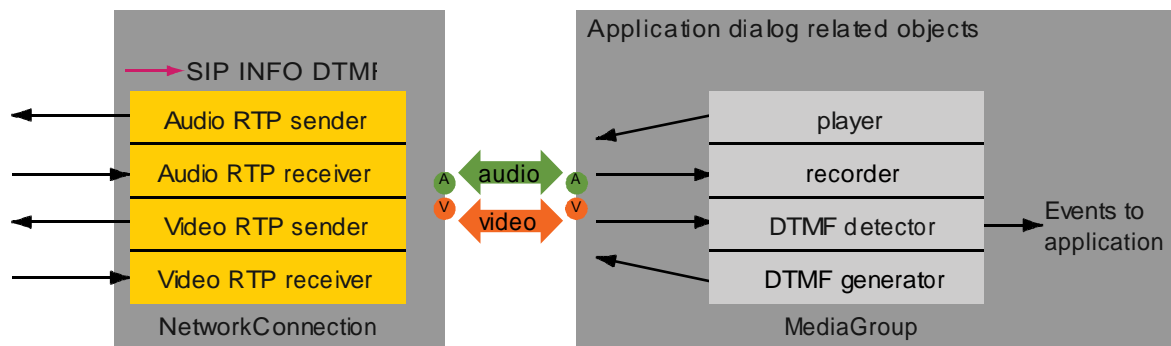 Application dialog related objects
SIP INFO DTMF
Audio RTP sender
Audio RTP receiver
Video RTP sender
Video RTP receiver
NetworkConnection
A
audio
A
V
video
V
player
recorder
DTMF detector
DTMF generator
MediaGroup
Events to
application